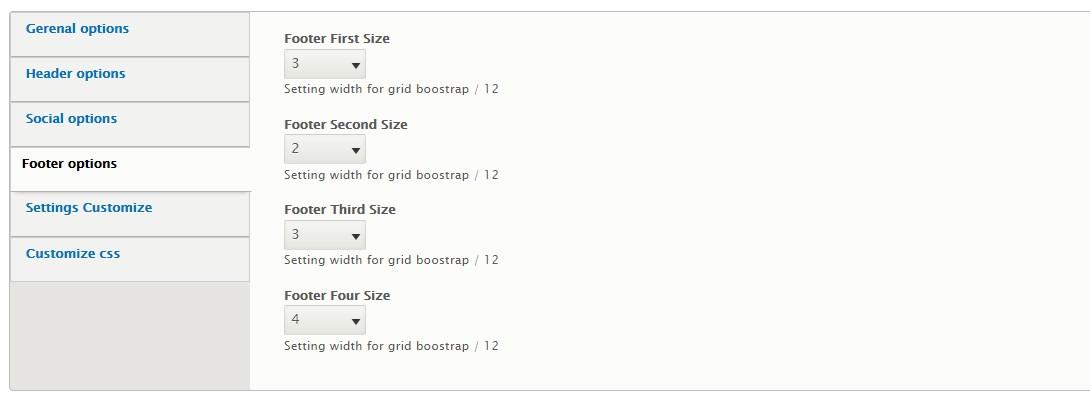 Gerenal options
Header options
Social options
Footer options
Settings Customize
Customize css
Footer First Size
3
Setting width for grid boostrap / 12
Footer Second Size
2
Setting width for grid boostrap / 12
Footer Third Size
3
Setting width for grid boostrap / 12
Footer Four Size
4
Setting width for grid boostrap / 12